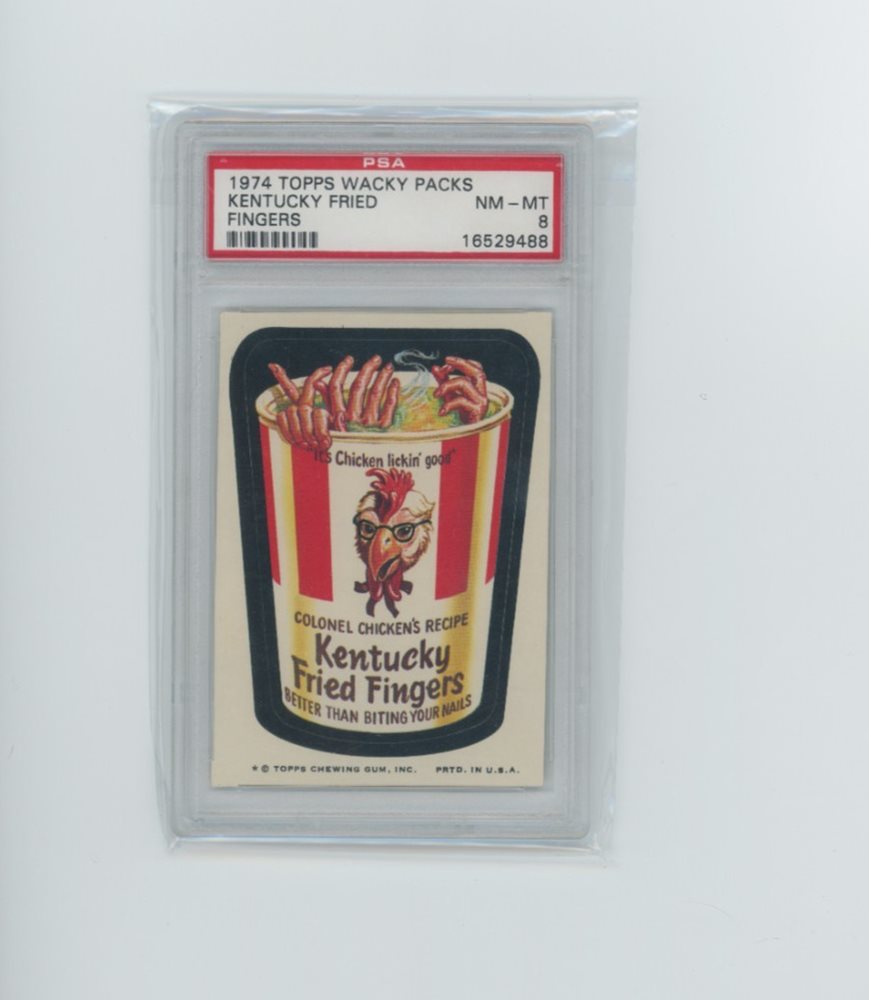 PSA
1974 TOPPS WACKY PACKS
KENTUCKY FRIED NM-MT
FINGERS 8
16529488
"It's Chicken lickin' good"
COLONEL CHICKEN'S RECIPE
Kentucky
Fried Fingers
BETTER THAN BITING YOUR NAILS
* © TOPPS CHEWING GUM, INC. PRTD. IN U.S.A.